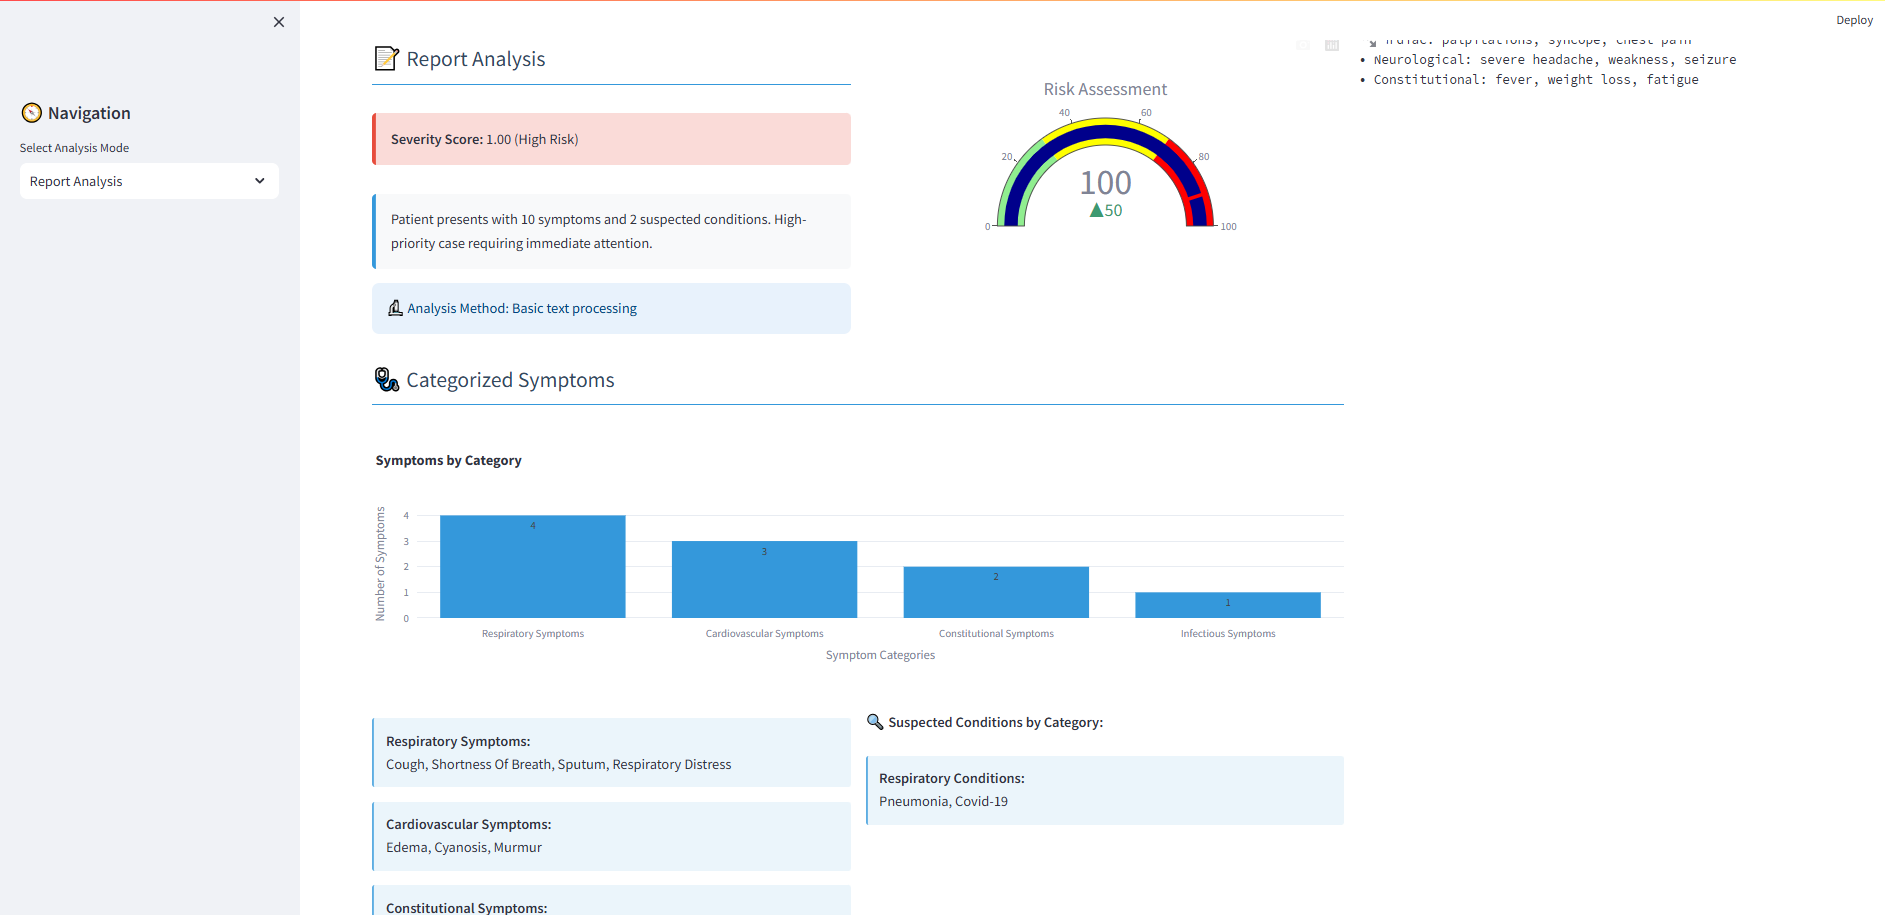 Deploy
Navigation
Select Analysis Mode
Report Analysis
Report Analysis
Severity Score: 1.00 (High Risk)
Patient presents with 10 symptoms and 2 suspected conditions. High-
priority case requiring immediate attention.
Analysis Method: Basic text processing
Risk Assessment
0
20
40
60
80
100
100
▲50
palpitations, syncope, chest pain
• Neurological: severe headache, weakness, seizure
• Constitutional: fever, weight loss, fatigue
Categorized Symptoms
Symptoms by Category
Number of Symptoms
4
3
2
1
0
4
3
2
1
Respiratory Symptoms
Cardiovascular Symptoms
Constitutional Symptoms
Infectious Symptoms
Symptom Categories
Respiratory Symptoms:
Cough, Shortness Of Breath, Sputum, Respiratory Distress
Cardiovascular Symptoms:
Edema, Cyanosis, Murmur
Constitutional Symptoms:
Suspected Conditions by Category:
Respiratory Conditions:
Pneumonia, Covid-19